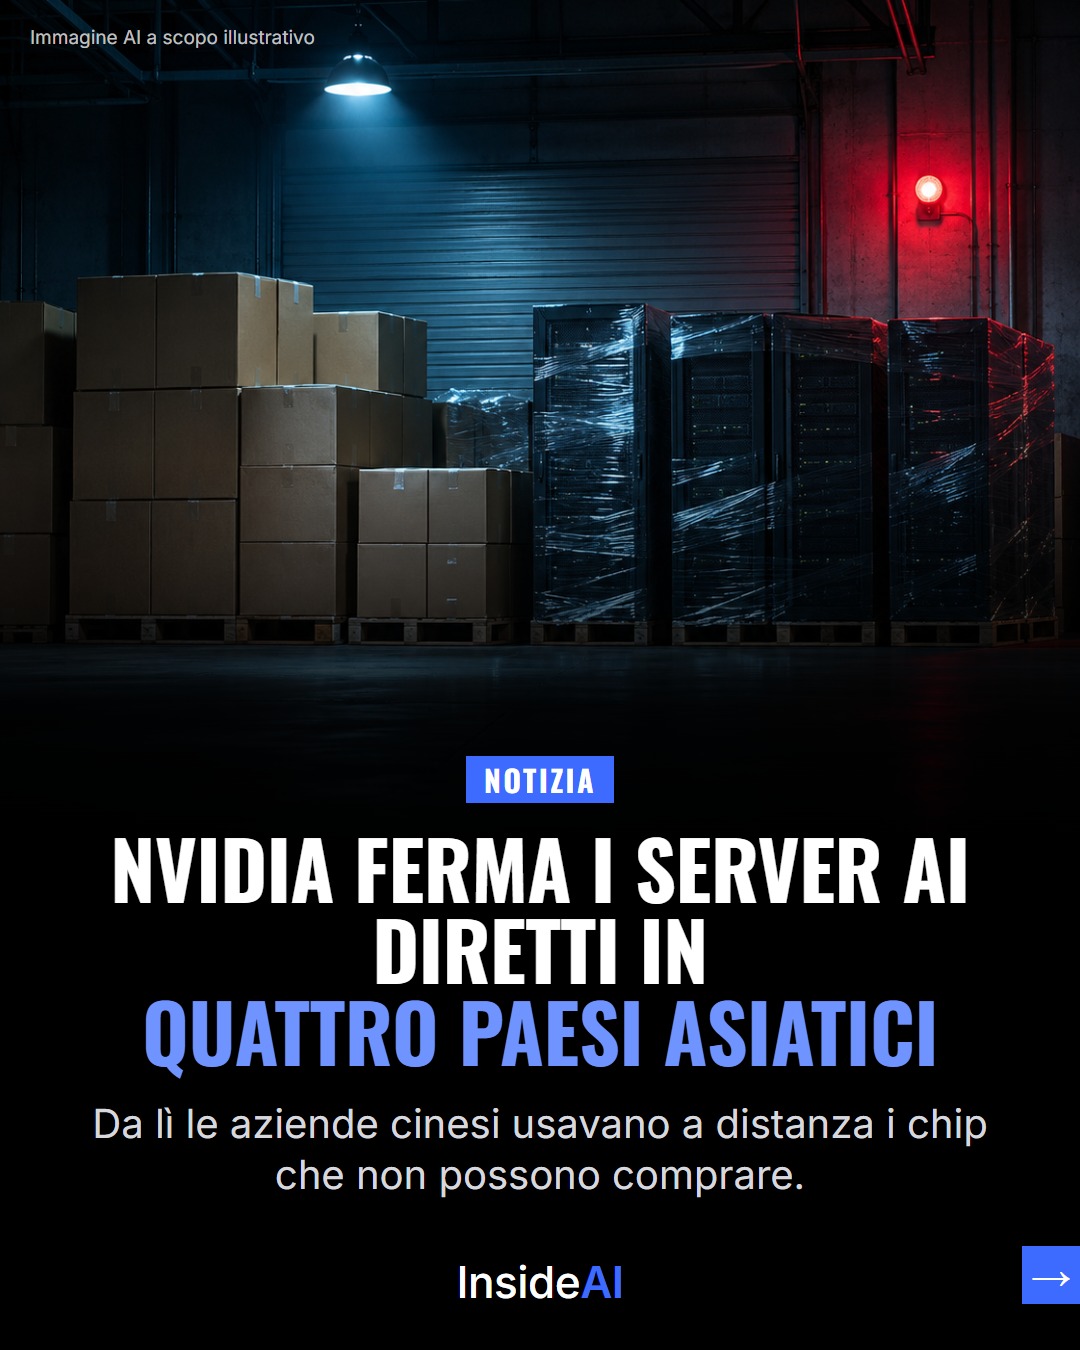 Immagine AI a scopo illustrativo
NOTIZIA
NVIDIA FERMA I SERVER AI
DIRETTI IN
QUATTRO PAESI ASIATICI
Da lì le aziende cinesi usavano a distanza i chip
che non possono comprare.
InsideAI
→